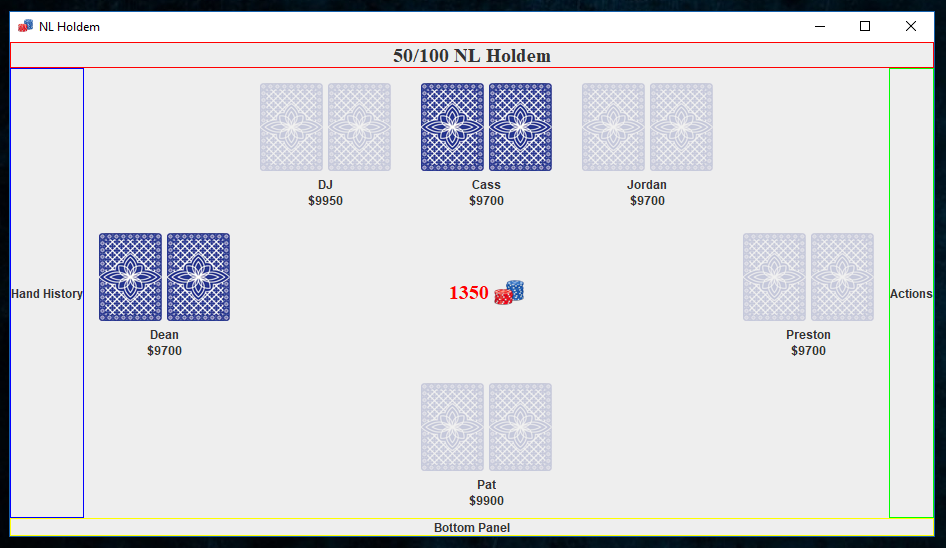 NL Holdem
50/100 NL Holdem
DJ
$9950
Cass
$9700
Jordan
$9700
Hand History
Dean
$9700
1350
Preston
$9700
Actions
Pat
$9900
Bottom Panel